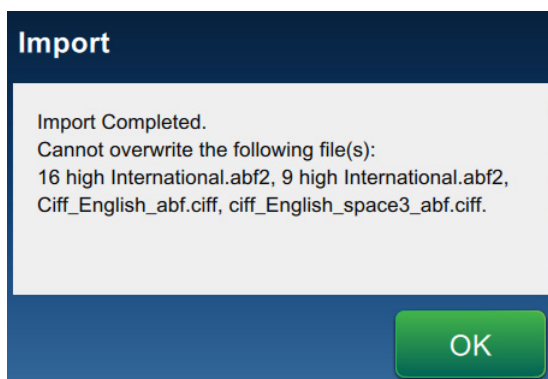 Import
Import Completed.
Cannot overwrite the following file(s):
16 high International.abf2, 9 high International.abf2,
Ciff_English_abf.ciff, ciff_English_space3_abf.ciff.
OK